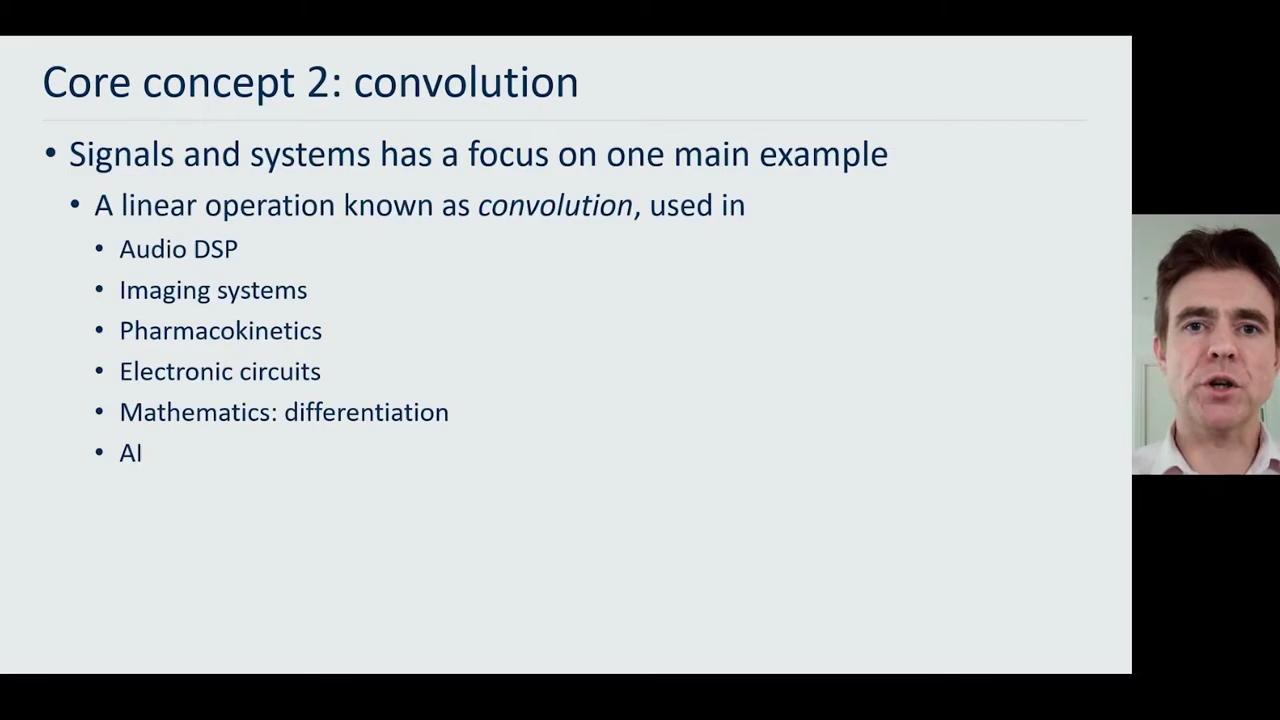 Core concept 2: convolution
• Signals and systems has a focus on one main example
• A linear operation known as convolution, used in
• Audio DSP
• Imaging systems
• Pharmacokinetics
• Electronic circuits
• Mathematics: differentiation
• AI